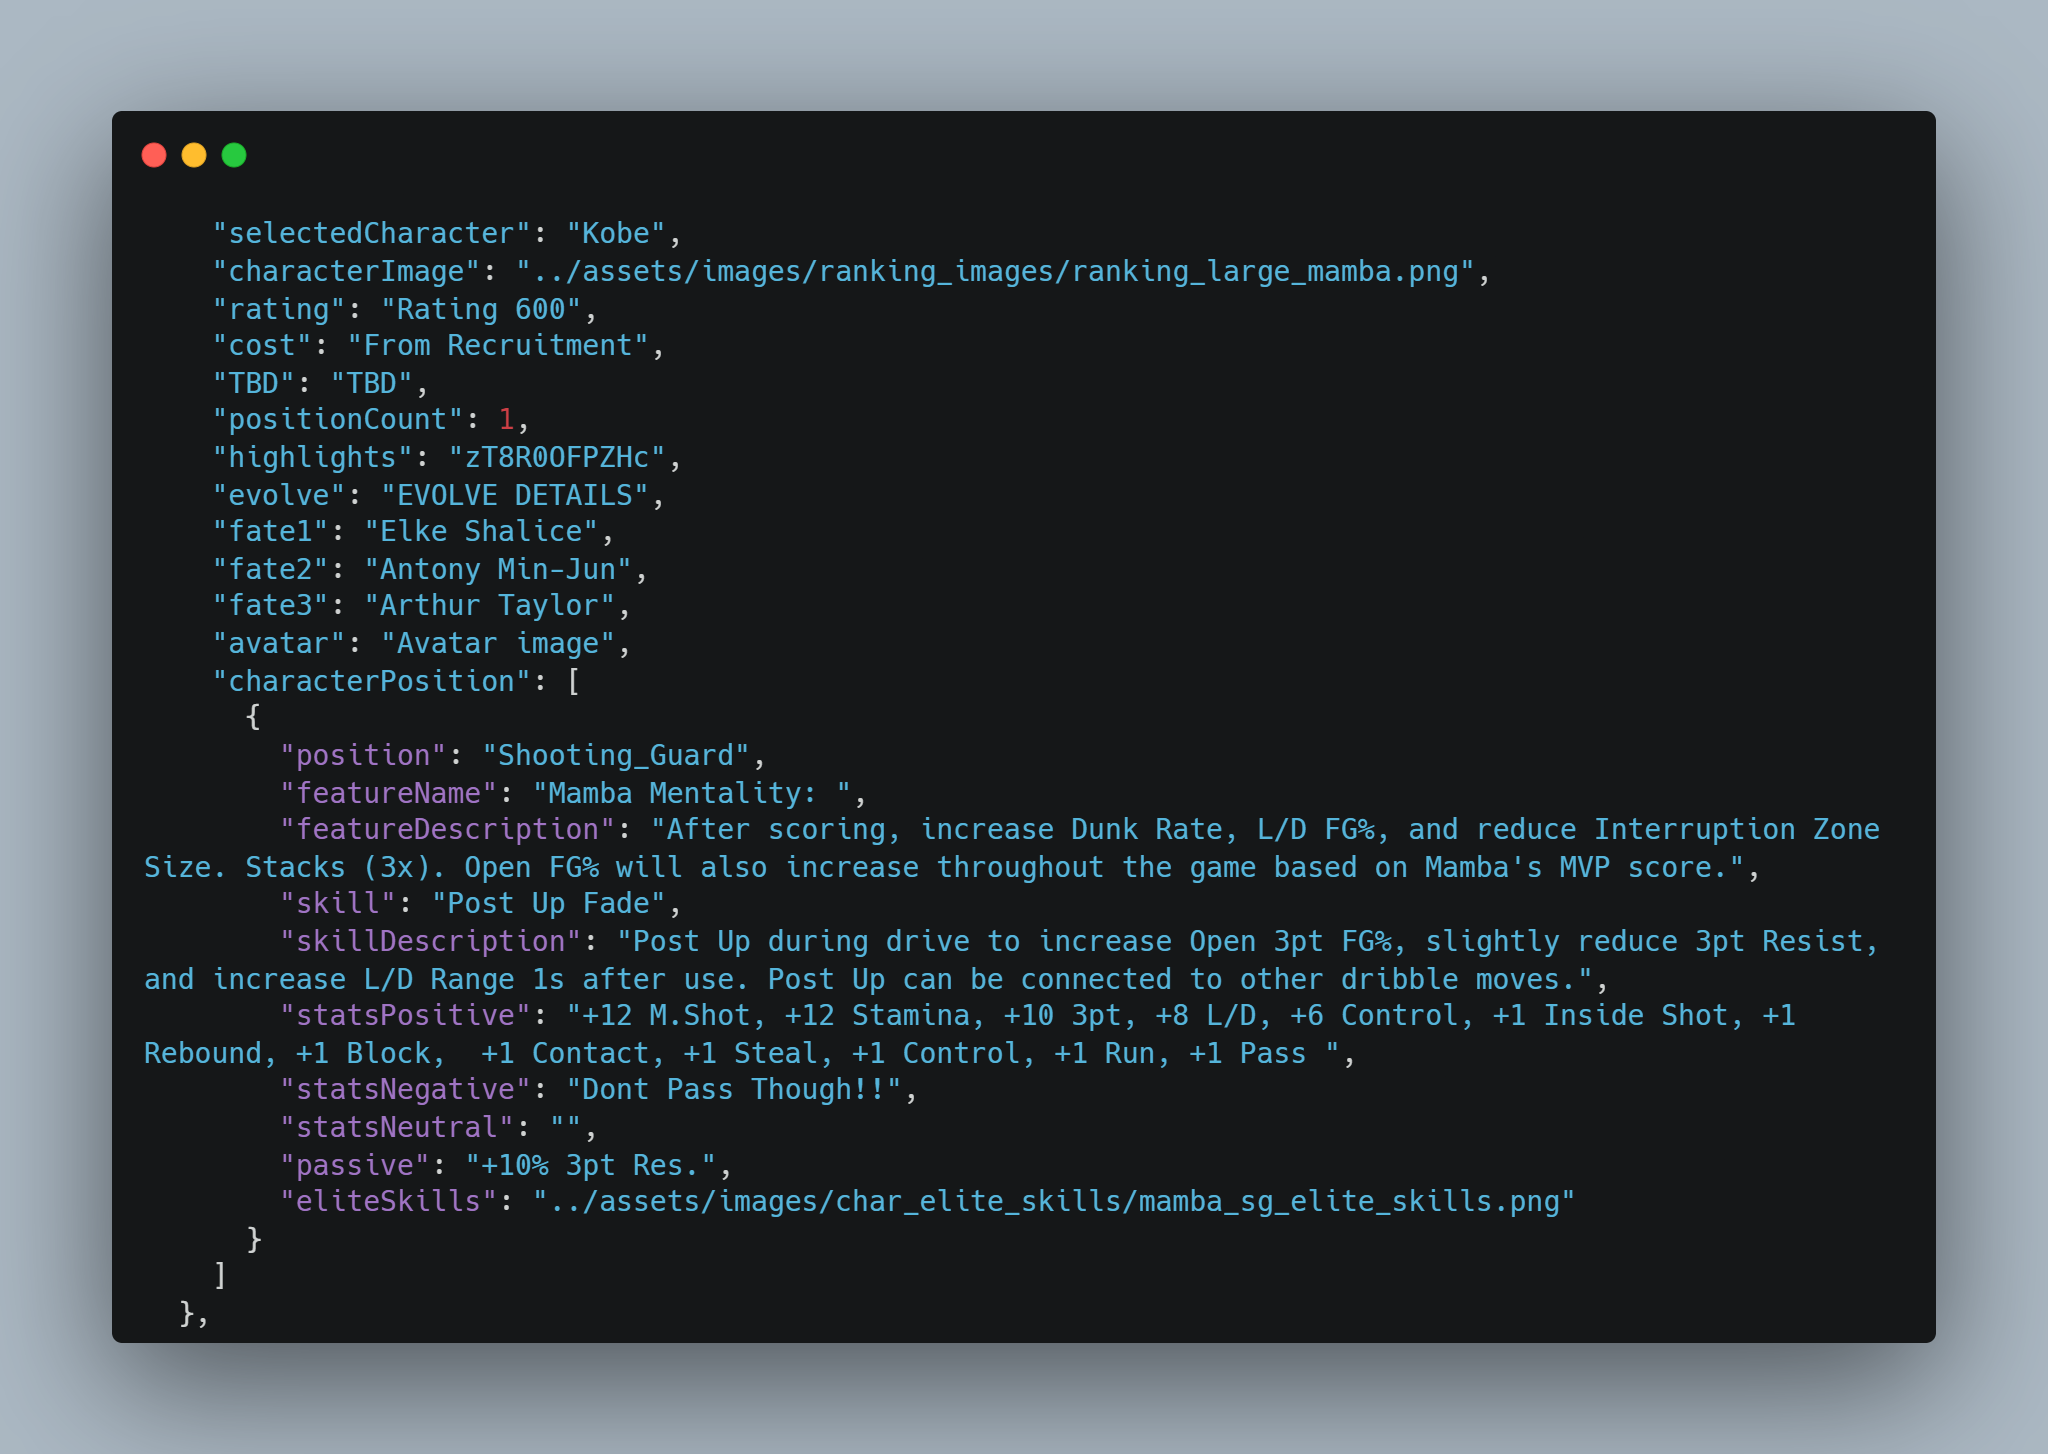 "selectedCharacter": "Kobe",
"characterImage": "../assets/images/ranking_images/ranking_large_mamba.png",
"rating": "Rating 600",
"cost": "From Recruitment",
"TBD": "TBD",
"positionCount": 1,
"highlights": "zT8R0OFPZHc",
"evolve": "EVOLVE DETAILS",
"fate1": "Elke Shalice",
"fate2": "Antony Min-Jun",
"fate3": "Arthur Taylor",
"avatar": "Avatar image",
"characterPosition": [
{
"position": "Shooting_Guard",
"featureName": "Mamba Mentality: ",
"featureDescription": "After scoring, increase Dunk Rate, L/D FG%, and reduce Interruption Zone
Size. Stacks (3x). Open FG% will also increase throughout the game based on Mamba's MVP score.",
"skill": "Post Up Fade",
"skillDescription": "Post Up during drive to increase Open 3pt FG%, slightly reduce 3pt Resist,
and increase L/D Range 1s after use. Post Up can be connected to other dribble moves.",
"statsPositive": "+12 M.Shot, +12 Stamina, +10 3pt, +8 L/D, +6 Control, +1 Inside Shot, +1
Rebound, +1 Block,  +1 Contact, +1 Steal, +1 Control, +1 Run, +1 Pass ",
"statsNegative": "Dont Pass Though!!",
"statsNeutral": "",
"passive": "+10% 3pt Res.",
"eliteSkills": "../assets/images/char_elite_skills/mamba_sg_elite_skills.png"
}
]
},